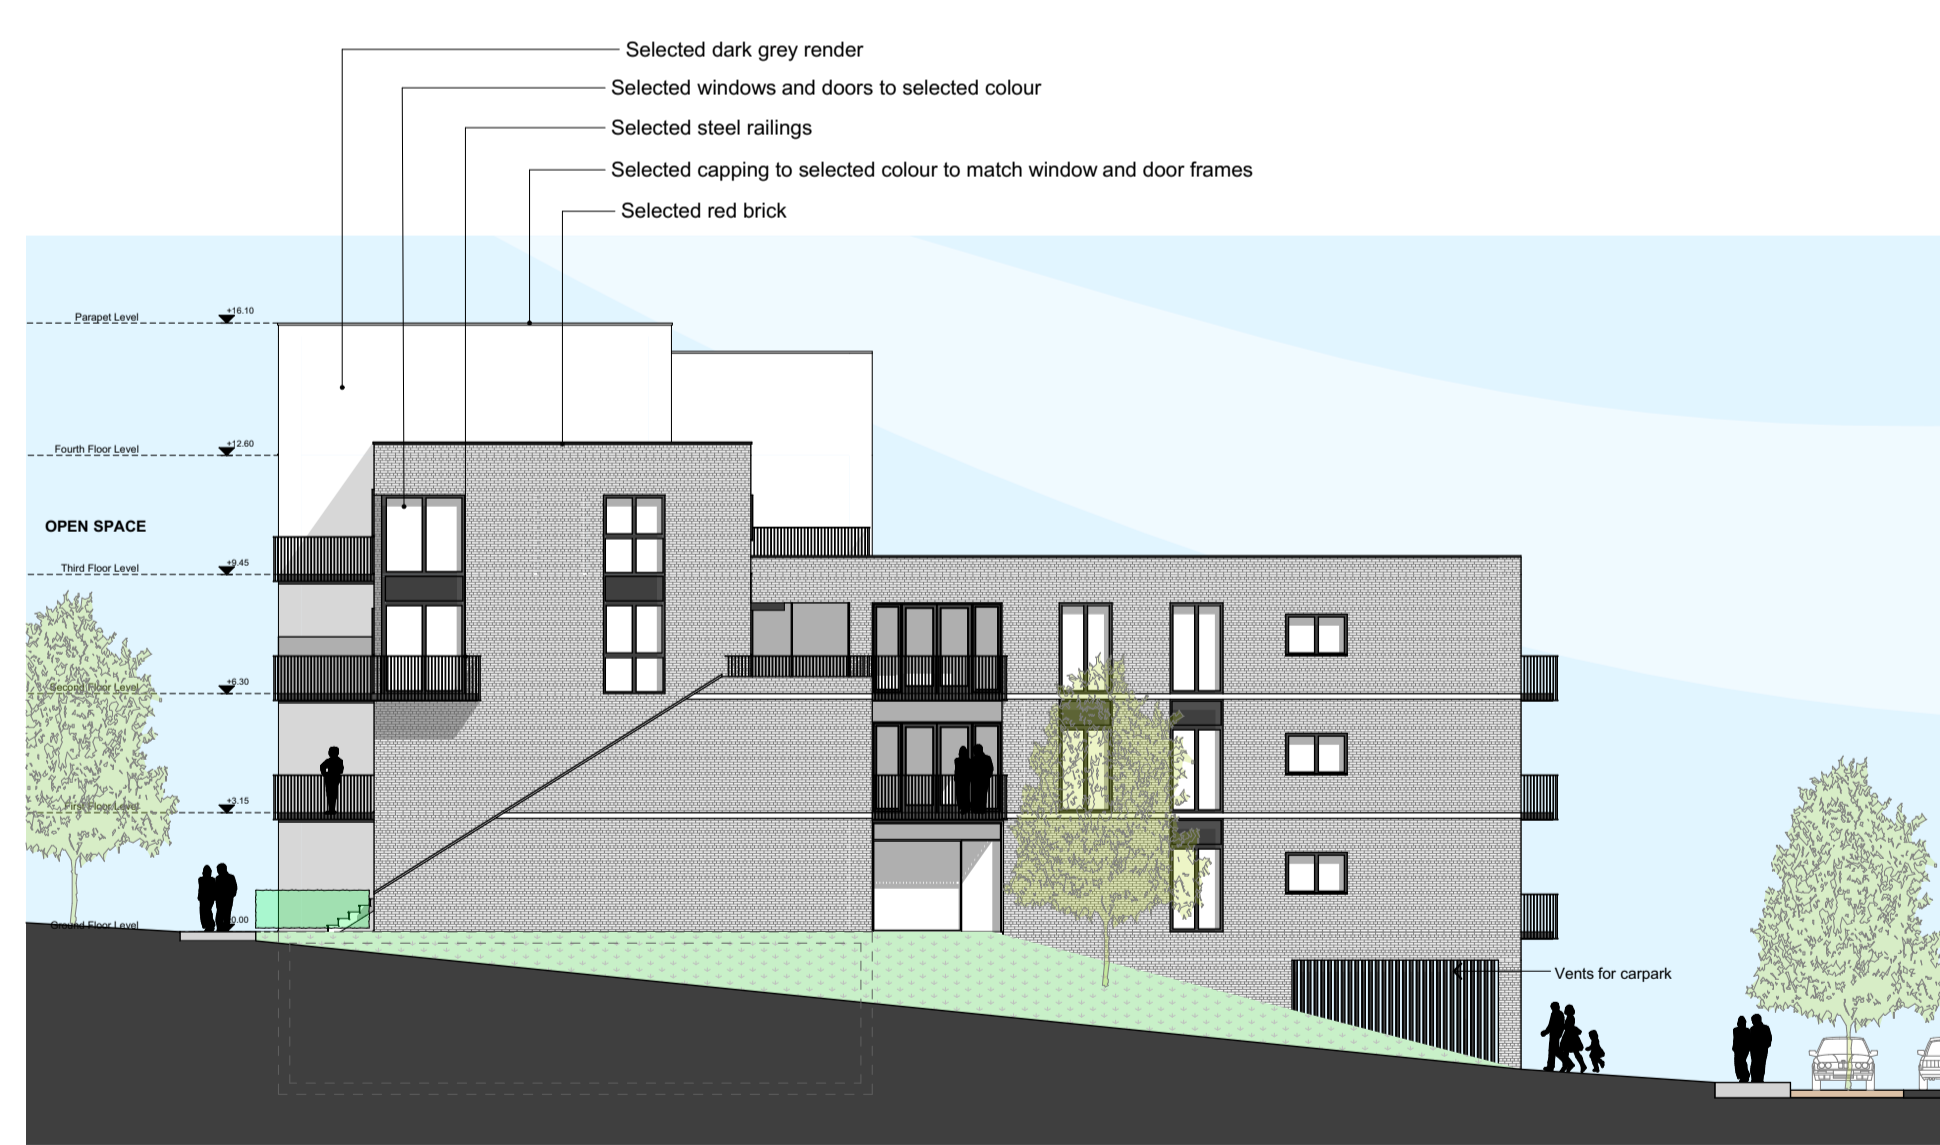 Selected dark grey render
Selected windows and doors to selected colour
Selected steel railings
Selected capping to selected colour to match window and door frames
Selected red brick
Parapet Level +16.10
Fourth Floor Level +12.60
OPEN SPACE
Third Floor Level +9.45
Second Floor Level +6.30
First Floor Level +3.15
Ground Floor Level 0.00
Vents for carpark